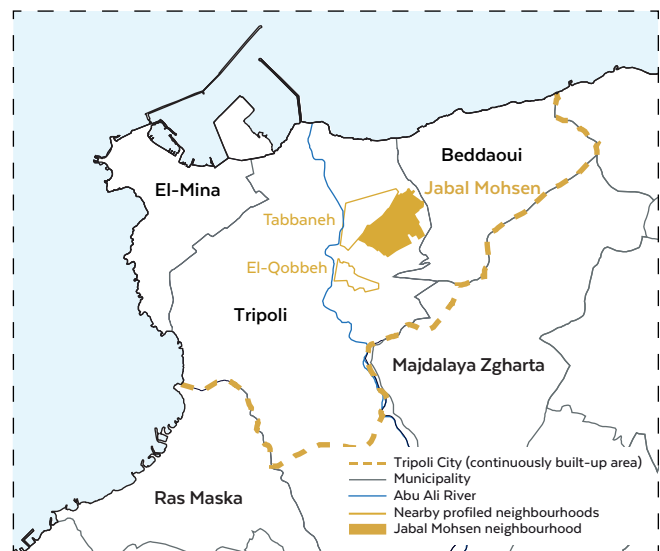 Beddaoui
El-Mina
Jabal Mohsen
Tabbaneh
El-Qobbeh
Tripoli
Majdalaya Zgharta
Ras Maska
Tripoli City (continuously built-up area)
Municipality
Abu Ali River
Nearby profiled neighbourhoods
Jabal Mohsen neighbourhood